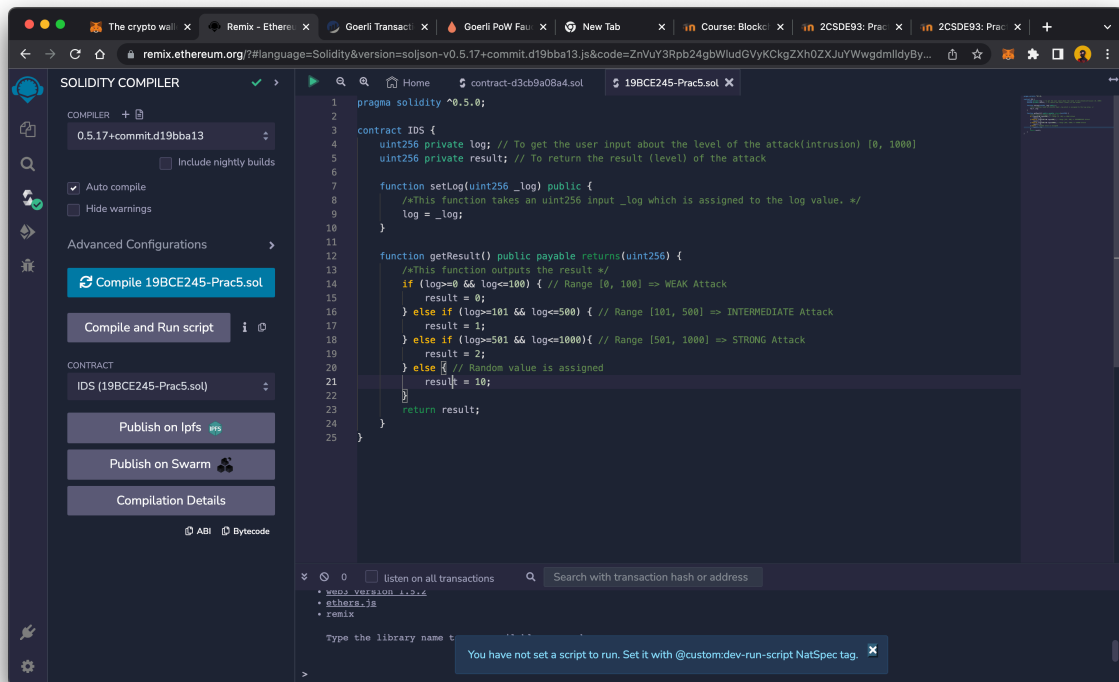 The crypto wall
Remix - Ethereu
Goerli Transacti
Goerli PoW Fau
New Tab
Course: Blockcl
2CSDE93: Prac
2CSDE93: Prac
remix.ethereum.org/?#language=Solidity&version=soljson-v0.5.17+commit.d19bba13.js&code=ZnVuY3Rpb24gbWludGVyKCkgZXh0ZXJuYWwgdmlldyBy...
SOLIDITY COMPILER
COMPILER
0.5.17+commit.d19bba13
Include nightly builds
Auto compile
Hide warnings
Advanced Configurations
Compile 19BCE245-Prac5.sol
Compile and Run script
CONTRACT
IDS (19BCE245-Prac5.sol)
Publish on Ipfs IPFS
Publish on Swarm
Compilation Details
ABI Bytecode
Home
contract-d3cb9a08a4.sol
19BCE245-Prac5.sol
1 pragma solidity ^0.5.0;
2
3 contract IDS {
4 uint256 private log; // To get the user input about the level of the attack(intrusion) [0, 1000]
5 uint256 private result; // To return the result (level) of the attack
6
7 function setLog(uint256 _log) public {
8 /*This function takes an uint256 input _log which is assigned to the log value. */
9 log = _log;
10 }
11
12 function getResult() public payable returns(uint256) {
13 /*This function outputs the result */
14 if (log>=0 && log<=100) { // Range [0, 100] => WEAK Attack
15 result = 0;
16 } else if (log>=101 && log<=500) { // Range [101, 500] => INTERMEDIATE Attack
17 result = 1;
18 } else if (log>=501 && log<=1000){ // Range [501, 1000] => STRONG Attack
19 result = 2;
20 } else { // Random value is assigned
21 result = 10;
22 }
23 return result;
24 }
25 }
0
listen on all transactions
Search with transaction hash or address
• web3 version 1.5.2
• ethers.js
• remix
Type the library name
You have not set a script to run. Set it with @custom:dev-run-script NatSpec tag.
>